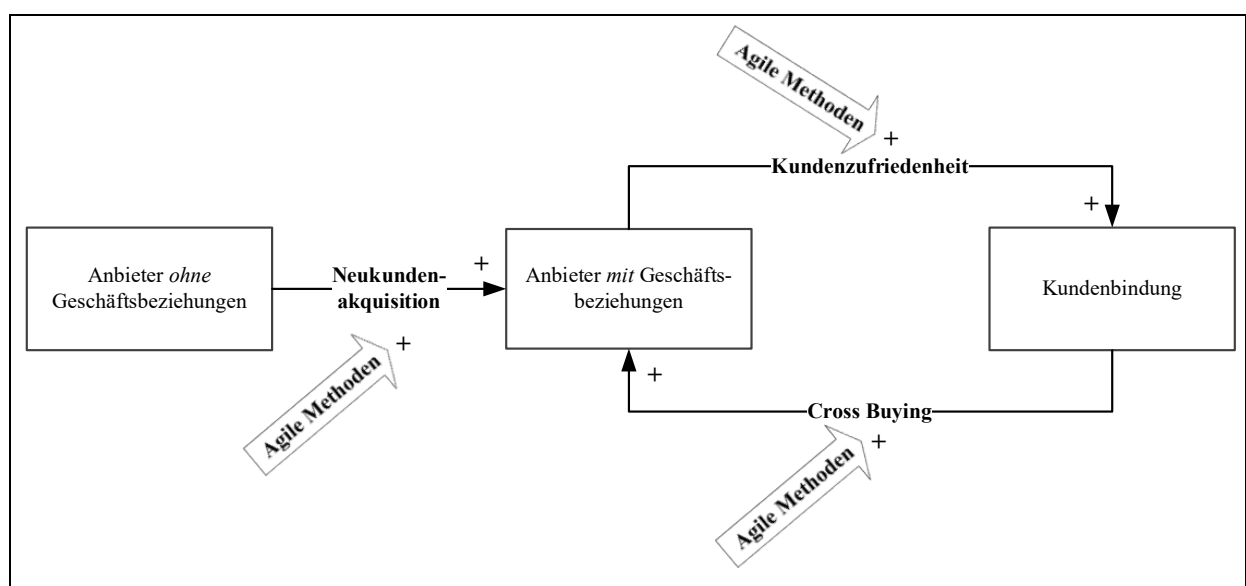 Agile Methoden
+
Kundenzufriedenheit
+
Anbieter ohne
Geschäftsbeziehungen
Neukunden-
akquisition
+
Anbieter mit Geschäfts-
beziehungen
Kundenbindung
+
Agile Methoden
+
Cross Buying
+
Agile Methoden